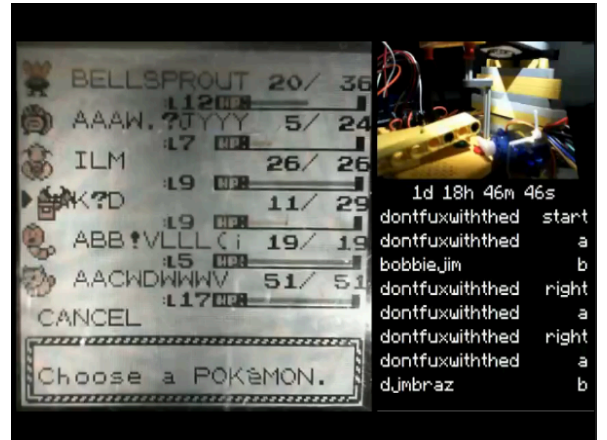 BELLSPROUT 20/ 36
:L12 HP:
AAAW.?JYYY 5/ 24
:L7 HP:
ILM 26/ 26
:L9 HP:
K?D 11/ 29
:L9 HP:
ABB!VLLL(i 19/ 19
:L5 HP:
AACWDWWWV 51/ 51
:L17 HP:
CANCEL
Choose a POKéMON.
1d 18h 46m 46s
dontfuxwiththed start
dontfuxwiththed a
bobbiejim b
dontfuxwiththed right
dontfuxwiththed a
dontfuxwiththed right
dontfuxwiththed a
djmbraz b